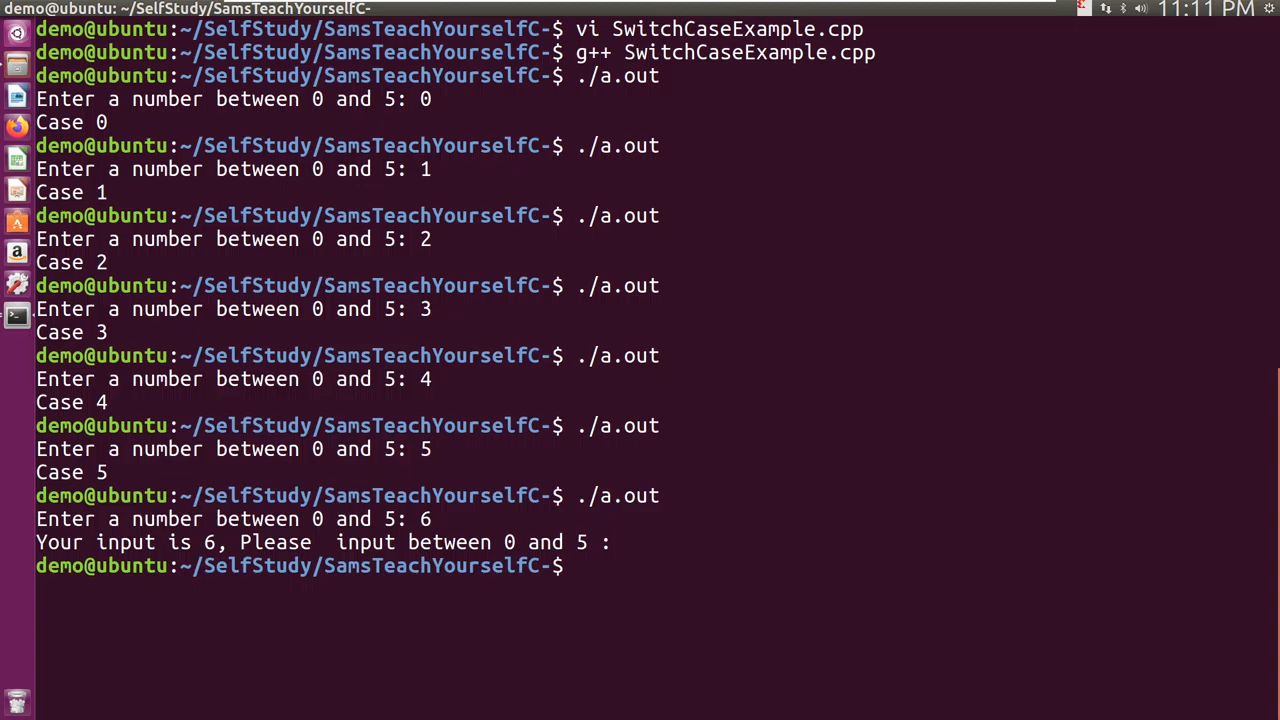 demo@ubuntu: ~/SelfStudy/SamsTeachYourselfC-
11:11 PM
demo@ubuntu:~/SelfStudy/SamsTeachYourselfC-$ vi SwitchCaseExample.cpp
demo@ubuntu:~/SelfStudy/SamsTeachYourselfC-$ g++ SwitchCaseExample.cpp
demo@ubuntu:~/SelfStudy/SamsTeachYourselfC-$ ./a.out
Enter a number between 0 and 5: 0
Case 0
demo@ubuntu:~/SelfStudy/SamsTeachYourselfC-$ ./a.out
Enter a number between 0 and 5: 1
Case 1
demo@ubuntu:~/SelfStudy/SamsTeachYourselfC-$ ./a.out
Enter a number between 0 and 5: 2
Case 2
demo@ubuntu:~/SelfStudy/SamsTeachYourselfC-$ ./a.out
Enter a number between 0 and 5: 3
Case 3
demo@ubuntu:~/SelfStudy/SamsTeachYourselfC-$ ./a.out
Enter a number between 0 and 5: 4
Case 4
demo@ubuntu:~/SelfStudy/SamsTeachYourselfC-$ ./a.out
Enter a number between 0 and 5: 5
Case 5
demo@ubuntu:~/SelfStudy/SamsTeachYourselfC-$ ./a.out
Enter a number between 0 and 5: 6
Your input is 6, Please  input between 0 and 5 :
demo@ubuntu:~/SelfStudy/SamsTeachYourselfC-$